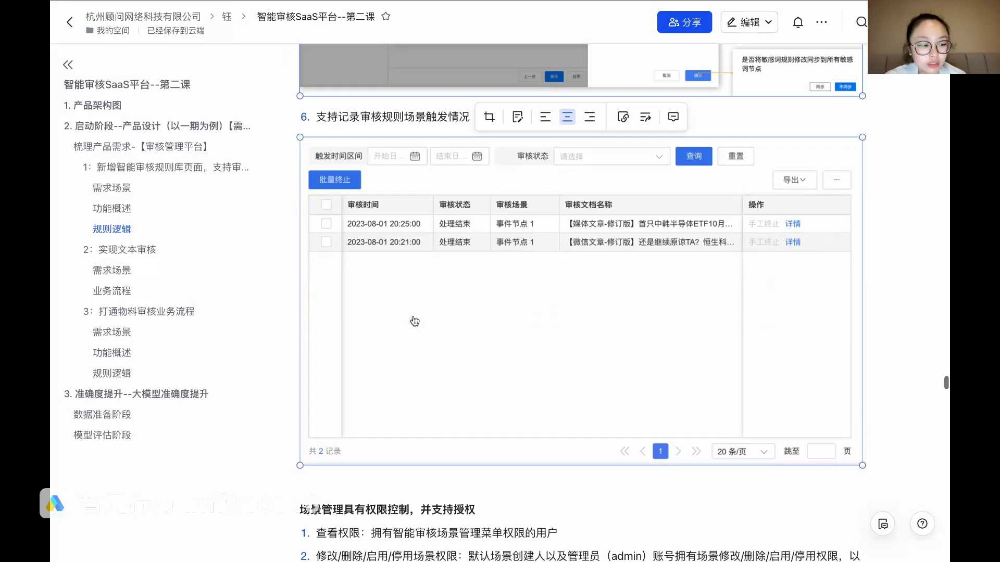 杭州顾问网络科技有限公司 > 钰 > 智能审核SaaS平台--第二课
我的空间 已经保存到云端
分享 编辑
智能审核SaaS平台--第二课
1. 产品架构图
2. 启动阶段--产品设计（以一期为例）【需...
梳理产品需求-【审核管理平台】
1：新增智能审核规则库页面，支持审...
需求场景
功能概述
规则逻辑
2：实现文本审核
需求场景
业务流程
3：打通物料审核业务流程
需求场景
功能概述
规则逻辑
3. 准确度提升--大模型准确度提升
数据准备阶段
模型评估阶段
上一步 保存 启用
取消 确认
是否将敏感词规则修改同步到所有敏感
词节点
同步 不同步
6. 支持记录审核规则场景触发情况
触发时间区间 开始日... 结束日... 审核状态 请选择 查询 重置
批量终止 导出 ...
审核时间 审核状态 审核场景 审核文档名称 操作
2023-08-01 20:25:00 处理结束 事件节点 1 【媒体文章-修订版】首只中韩半导体ETF10月... 手工终止 详情
2023-08-01 20:21:00 处理结束 事件节点 1 【微信文章-修订版】还是继续原谅TA？恒生科... 手工终止 详情
共 2 记录 1 20 条/页 跳至 页
场景管理具有权限控制，并支持授权
1. 查看权限：拥有智能审核场景管理菜单权限的用户
2. 修改/删除/启用/停用场景权限：默认场景创建人以及管理员（admin）账号拥有场景修改/删除/启用/停用权限，以